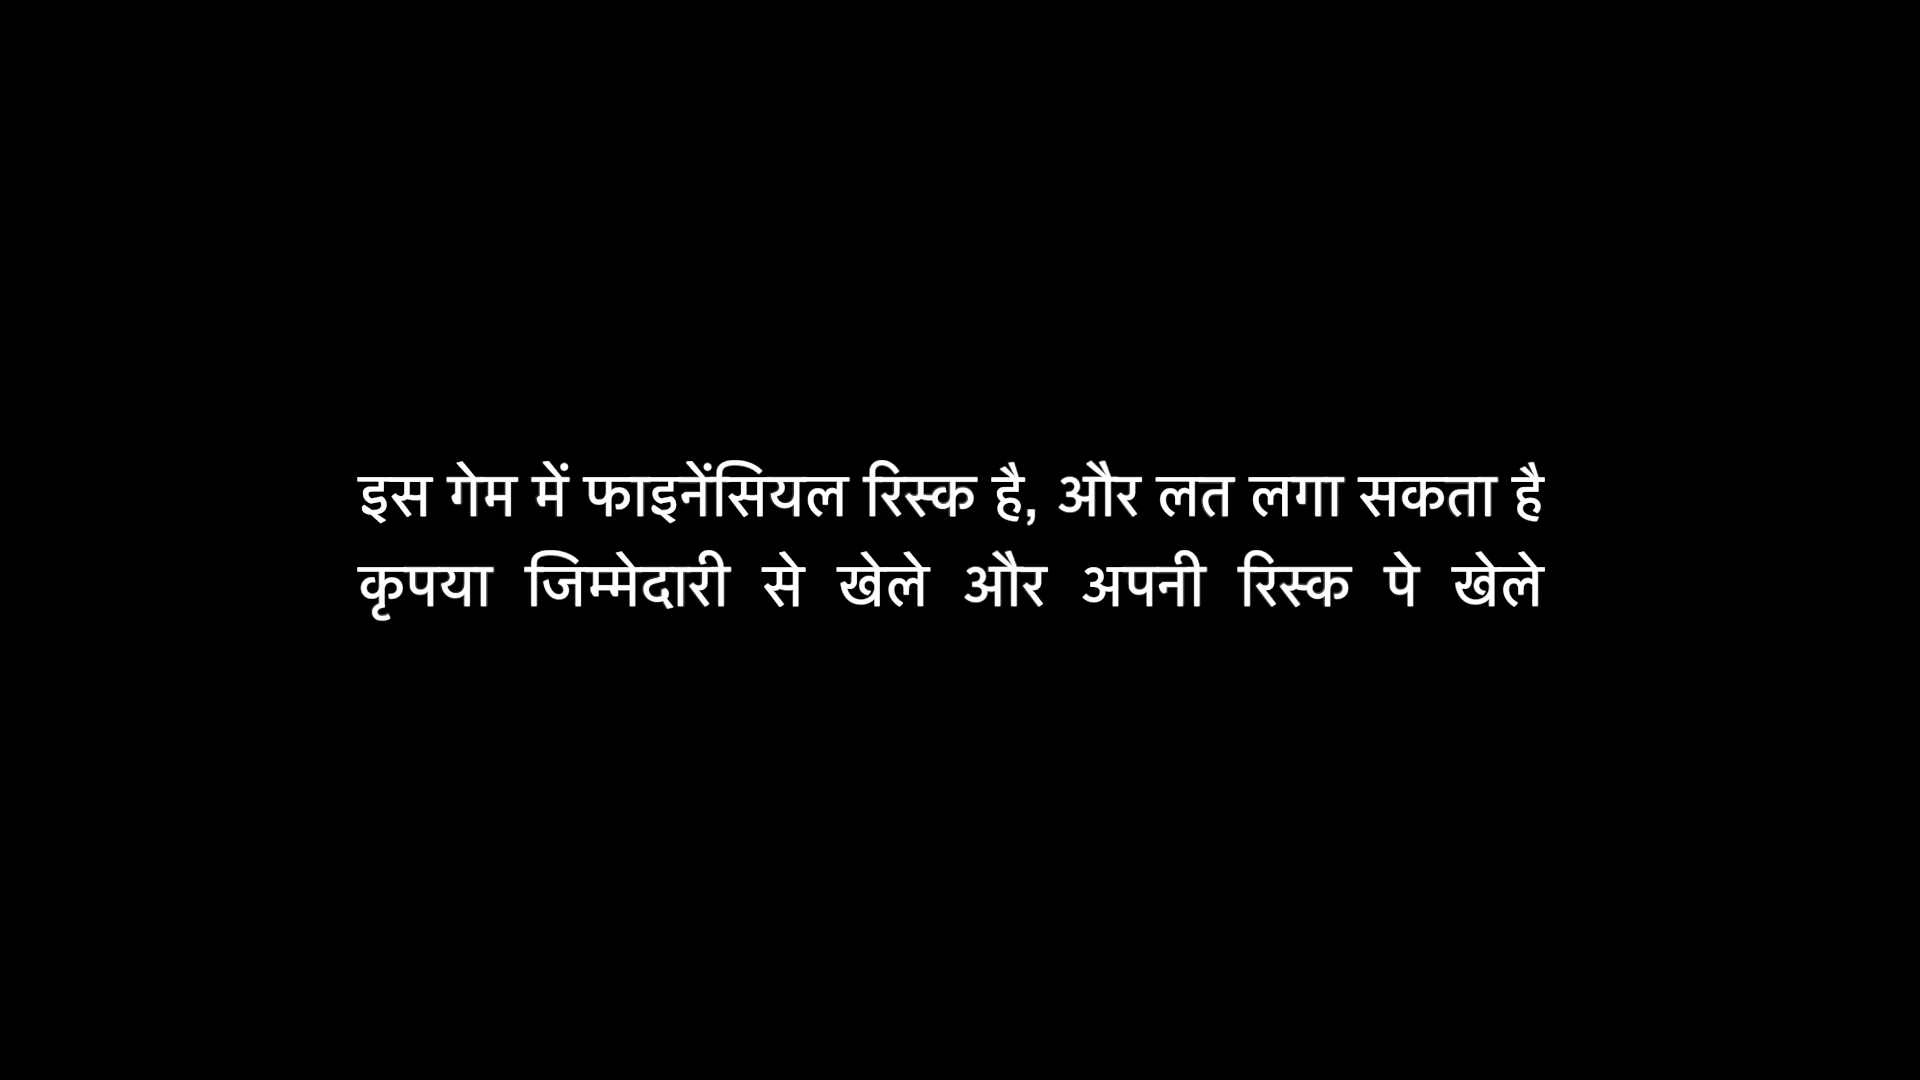 इस गेम में फाइनेंसियल रिस्क है, और लत लगा सकता है
कृपया जिम्मेदारी से खेले और अपनी रिस्क पे खेले